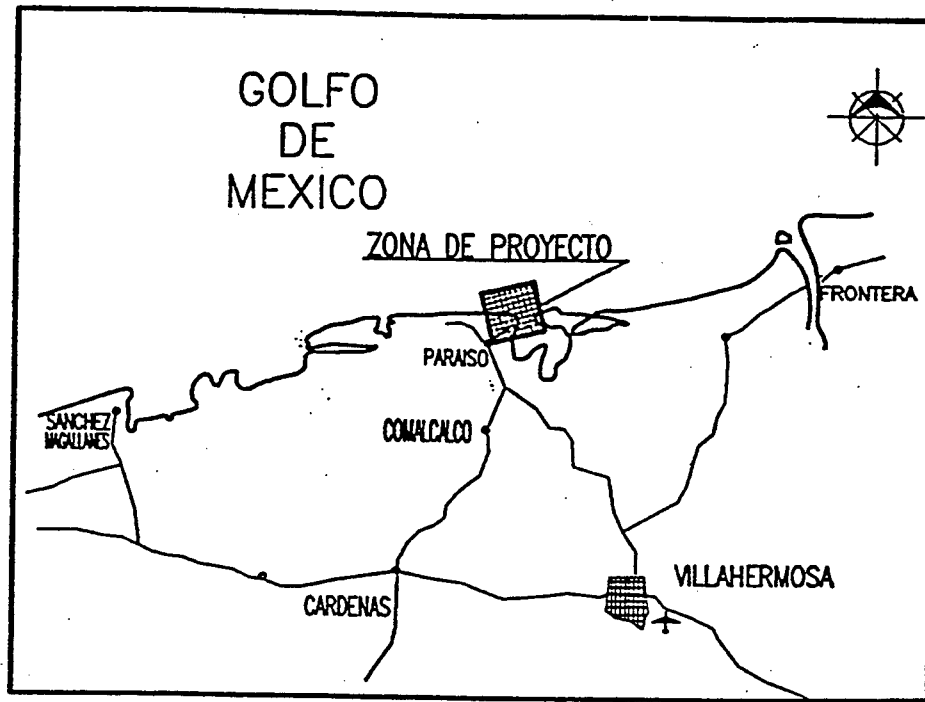 GOLFO
DE
MEXICO
ZONA DE PROYECTO
FRONTERA
PARAISO
SANCHEZ
MAGALLANES
COMALCALCO
VILLAHERMOSA
CARDENAS